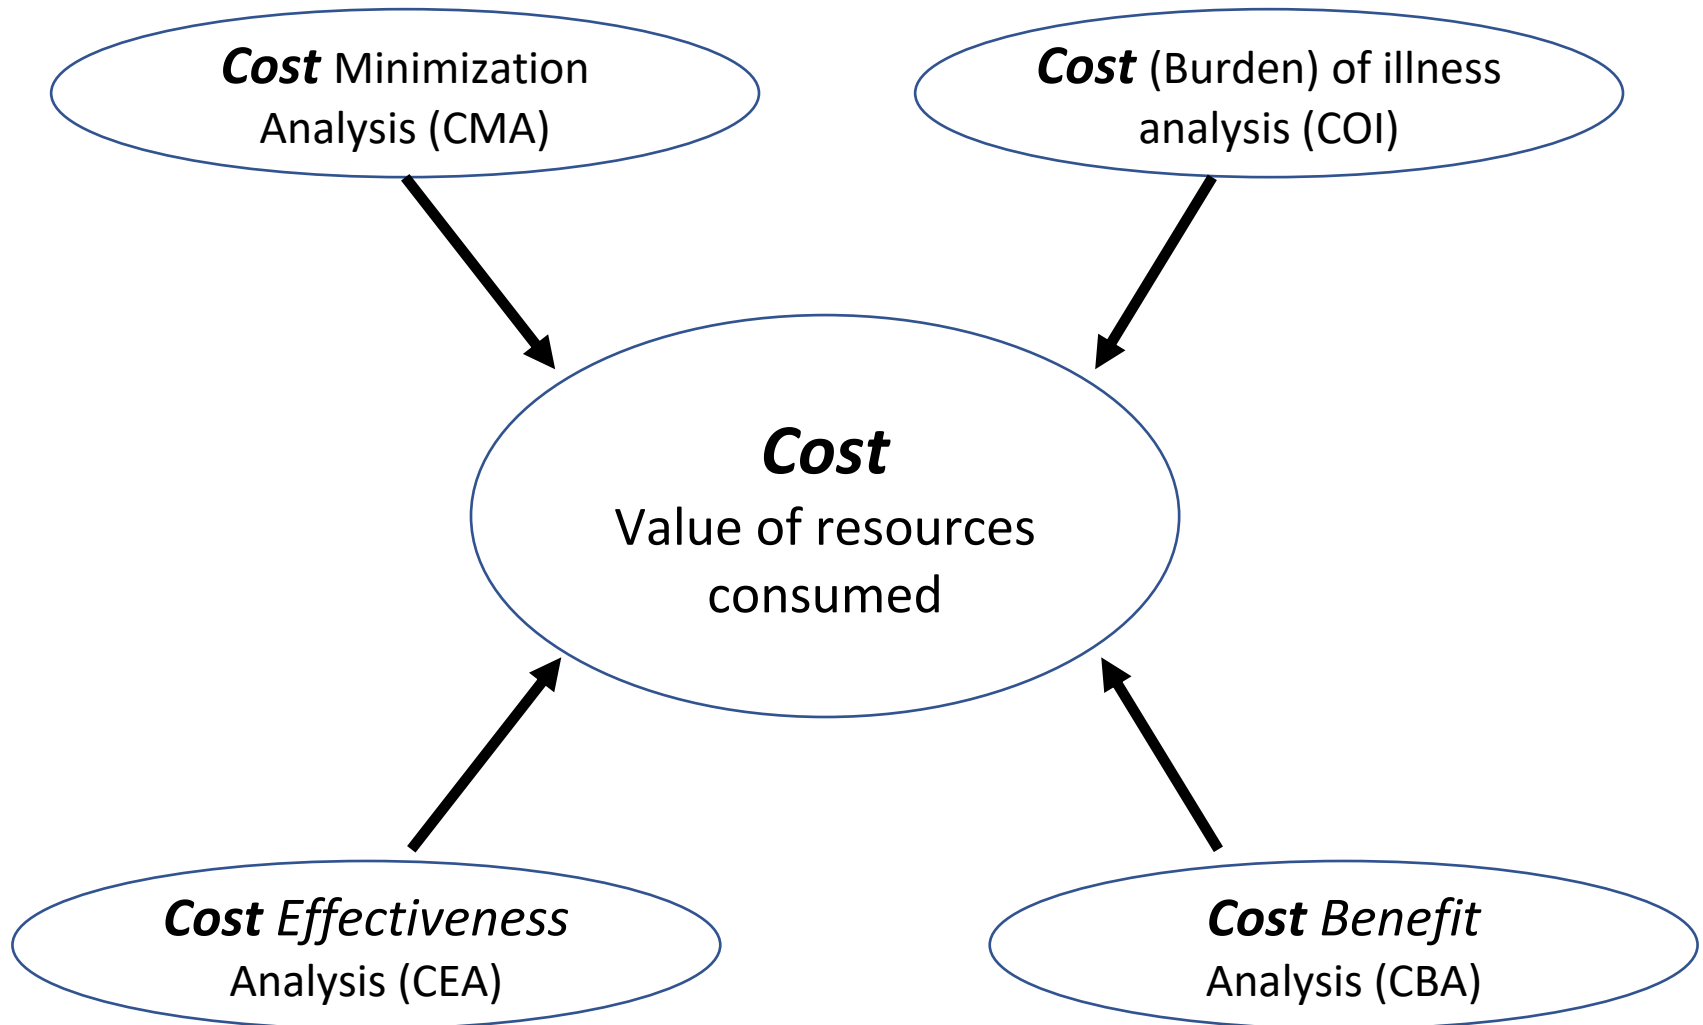 Cost Minimization
Analysis (CMA)
Cost (Burden) of illness
analysis (COI)
Cost
Value of resources
consumed
Cost Effectiveness
Analysis (CEA)
Cost Benefit
Analysis (CBA)